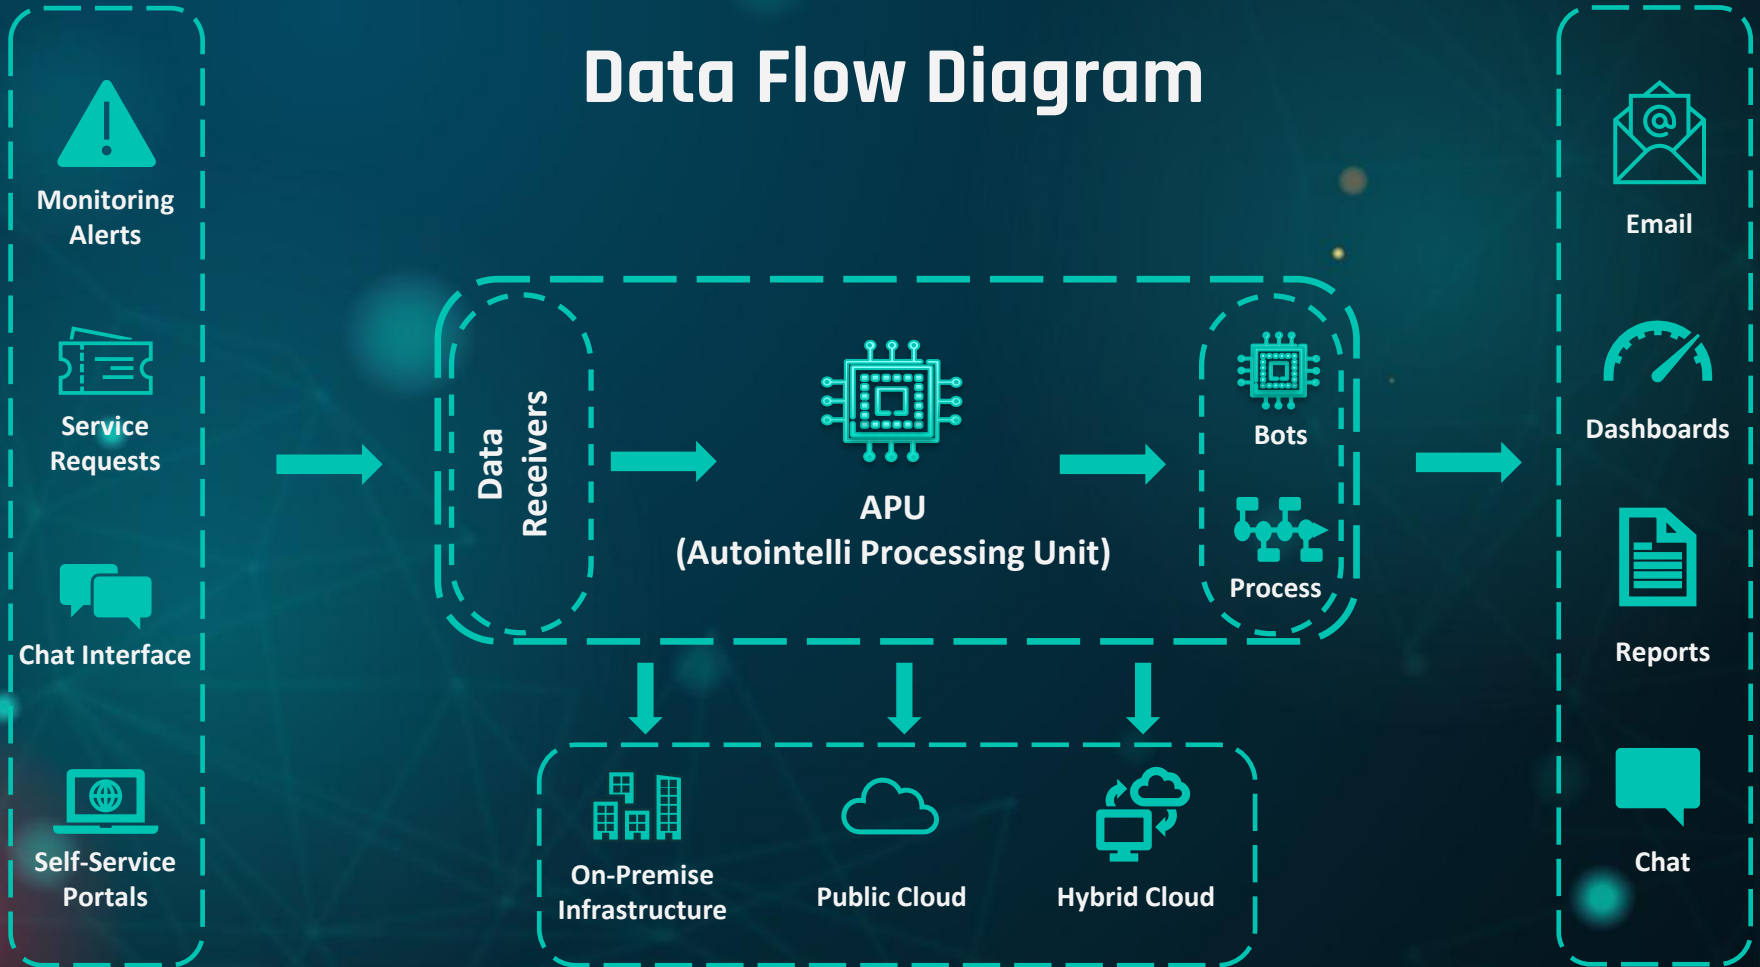 Data Flow Diagram
Monitoring
Alerts
Service
Requests
Chat Interface
Self-Service
Portals
Data
Receivers
APU
(Autointelli Processing Unit)
Bots
Process
On-Premise
Infrastructure
Public Cloud
Hybrid Cloud
@
Email
Dashboards
Reports
Chat